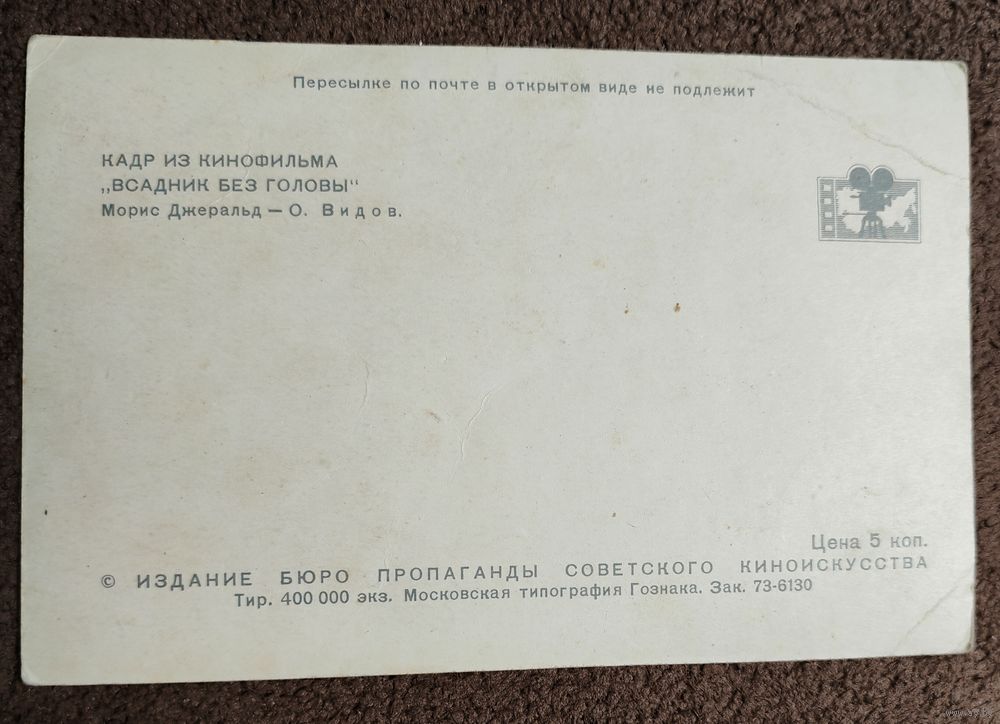 Пересылке по почте в открытом виде не подлежит
КАДР ИЗ КИНОФИЛЬМА
„ВСАДНИК БЕЗ ГОЛОВЫ“
Морис Джеральд — О. Видов.
Цена 5 коп.
© ИЗДАНИЕ БЮРО ПРОПАГАНДЫ СОВЕТСКОГО КИНОИСКУССТВА
Тир. 400 000 экз. Московская типография Гознака. Зак. 73-6130